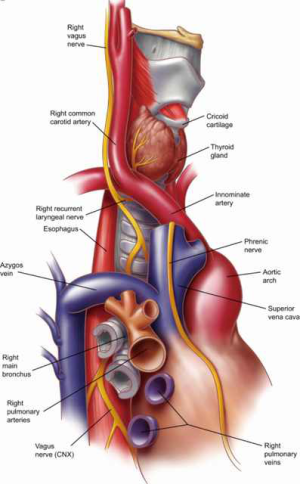 Right
vagus
nerve
Right common
carotid artery
Cricoid
cartilage
Thyroid
gland
Innominate
artery
Right recurrent
laryngeal nerve
Esophagus
Phrenic
nerve
Azygos
vein
Aortic
arch
Superior
vena cava
Right
main
bronchus
Right
pulmonary
arteries
Vagus
nerve (CNX)
Right
pulmonary
veins